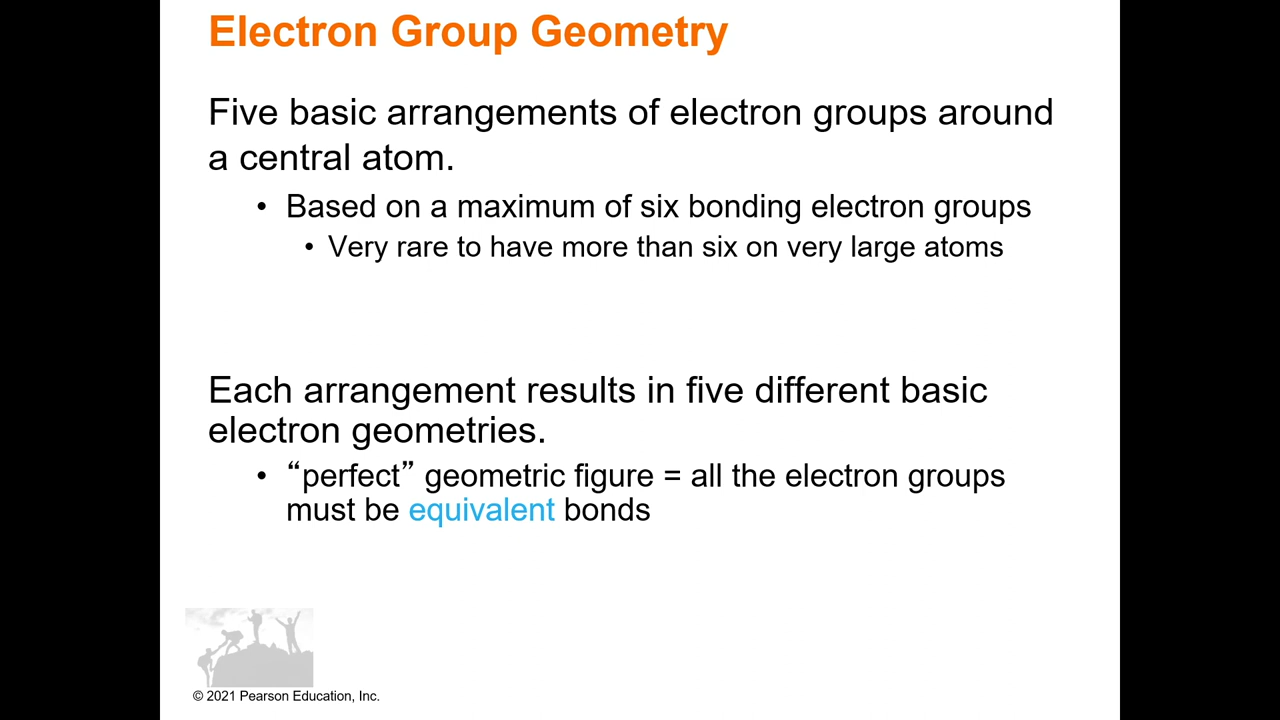 Electron Group Geometry
Five basic arrangements of electron groups around
a central atom.
• Based on a maximum of six bonding electron groups
• Very rare to have more than six on very large atoms
Each arrangement results in five different basic
electron geometries.
• “perfect” geometric figure = all the electron groups
must be equivalent bonds
© 2021 Pearson Education, Inc.